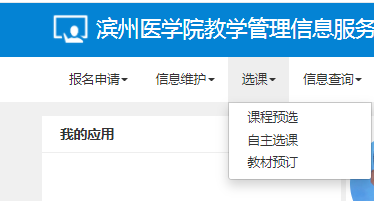 滨州医学院教学管理信息服务
报名申请 信息维护 选课 信息查询
课程预选
自主选课
教材预订
我的应用